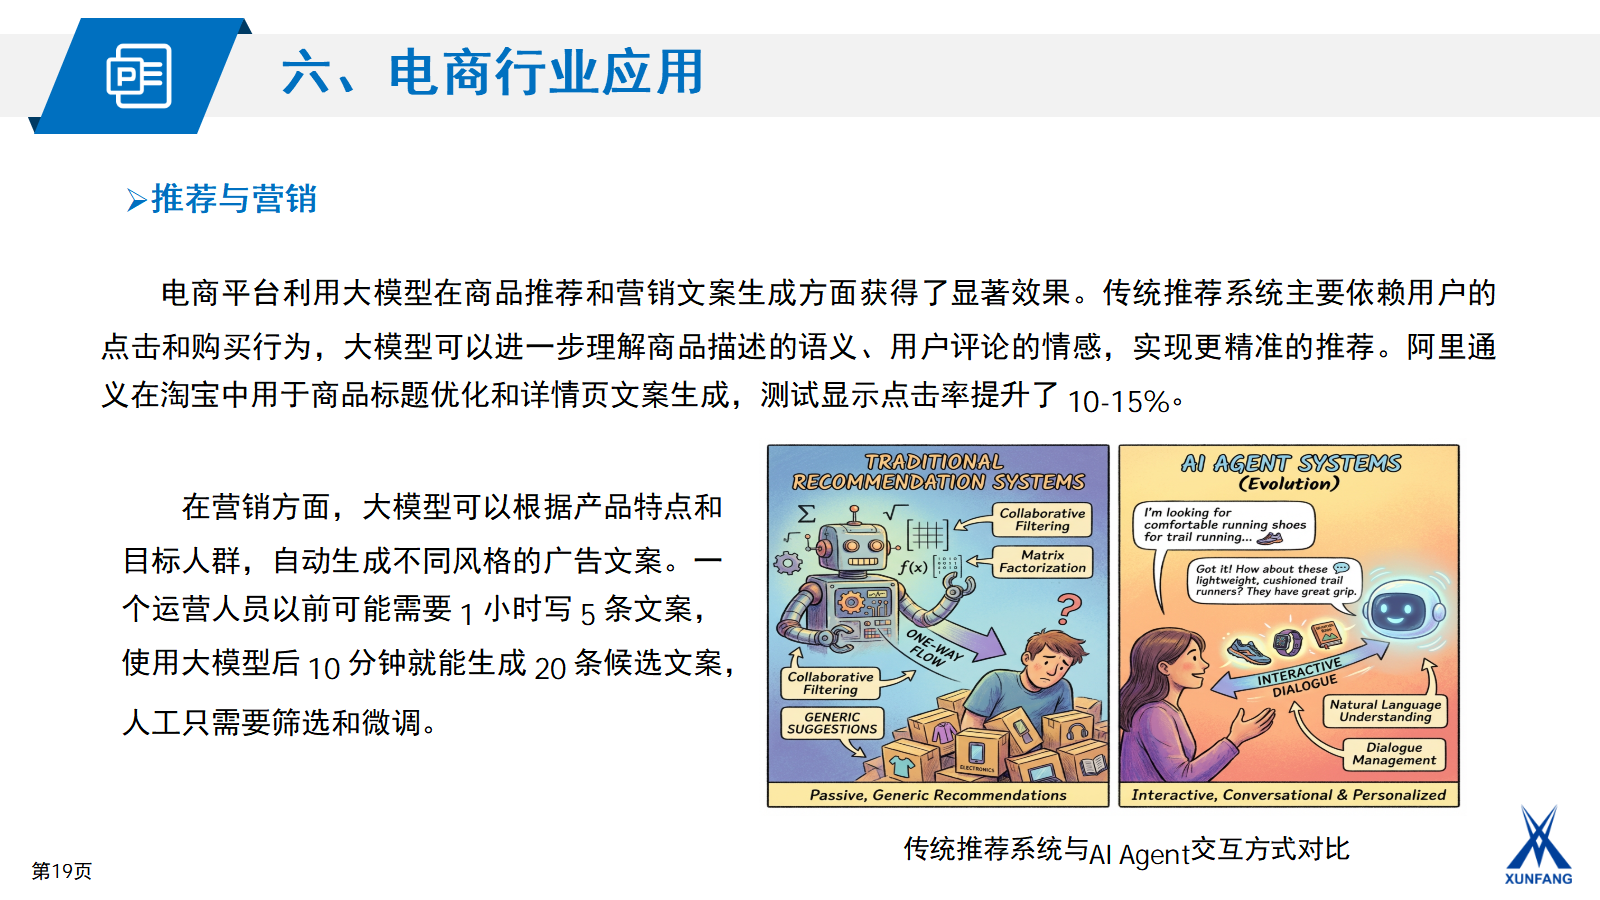 六、电商行业应用
➢推荐与营销
电商平台利用大模型在商品推荐和营销文案生成方面获得了显著效果。传统推荐系统主要依赖用户的
点击和购买行为，大模型可以进一步理解商品描述的语义、用户评论的情感，实现更精准的推荐。阿里通
义在淘宝中用于商品标题优化和详情页文案生成，测试显示点击率提升了10-15%。
在营销方面，大模型可以根据产品特点和
目标人群，自动生成不同风格的广告文案。一
个运营人员以前可能需要1小时写5条文案，
使用大模型后10分钟就能生成20条候选文案，
人工只需要筛选和微调。
TRADITIONAL
RECOMMENDATION SYSTEMS
Σ
√
f(x)
Collaborative
Filtering
Matrix
Factorization
?
ONE-WAY
FLOW
Collaborative
Filtering
GENERIC
SUGGESTIONS
ELECTRONICS
Passive, Generic Recommendations
AI AGENT SYSTEMS
(Evolution)
I'm looking for
comfortable running shoes
for trail running...
Got it! How about these
lightweight, cushioned trail
runners? They have great grip.
INTERACTIVE
DIALOGUE
Natural Language
Understanding
Dialogue
Management
Interactive, Conversational & Personalized
传统推荐系统与AI Agent交互方式对比
第19页
XUNFANG